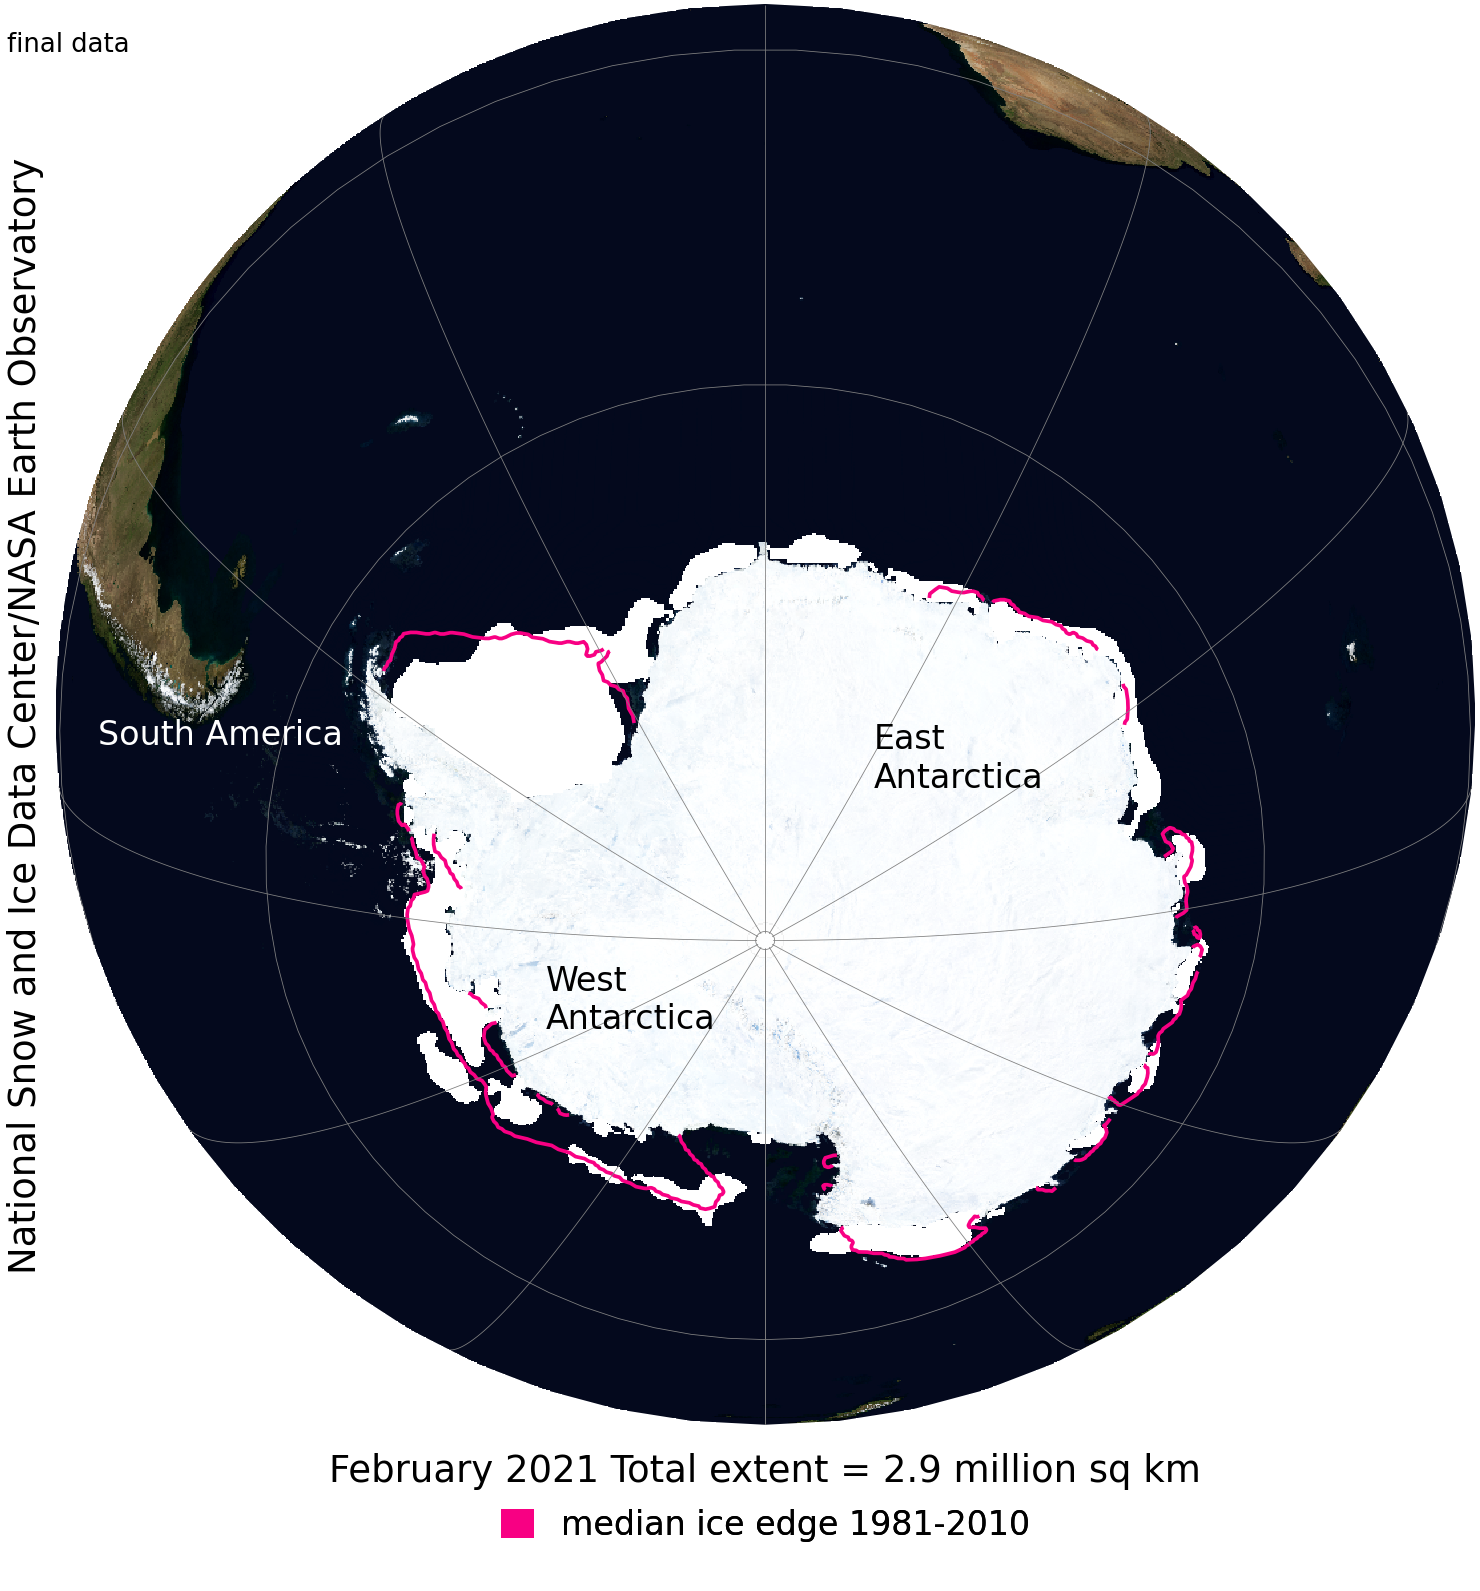 final data
National Snow and Ice Data Center/NASA Earth Observatory
South America
East
Antarctica
West
Antarctica
February 2021 Total extent = 2.9 million sq km
median ice edge 1981-2010